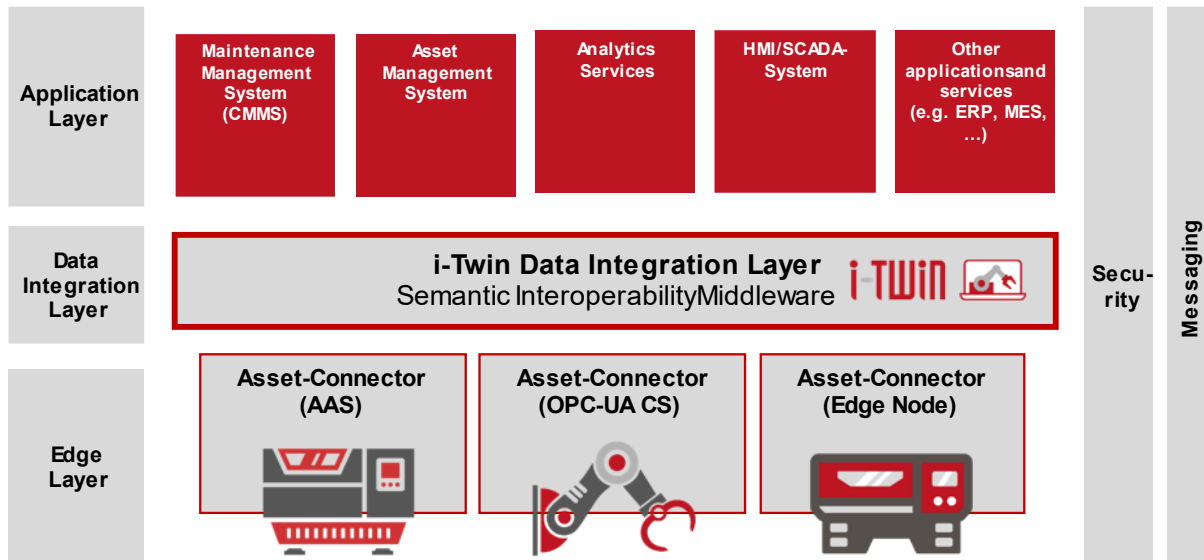 Application
Layer
Maintenance
Management
System
(CMMS)
Asset
Management
System
Analytics
Services
HMI/SCADA-
System
Other
applicationsand
services
(e.g. ERP, MES,
…)
Data
Integration
Layer
i-Twin Data Integration Layer
Semantic InteroperabilityMiddleware
i-TWiN
Edge
Layer
Asset-Connector
(AAS)
Asset-Connector
(OPC-UA CS)
Asset-Connector
(Edge Node)
Secu-
rity
Messaging